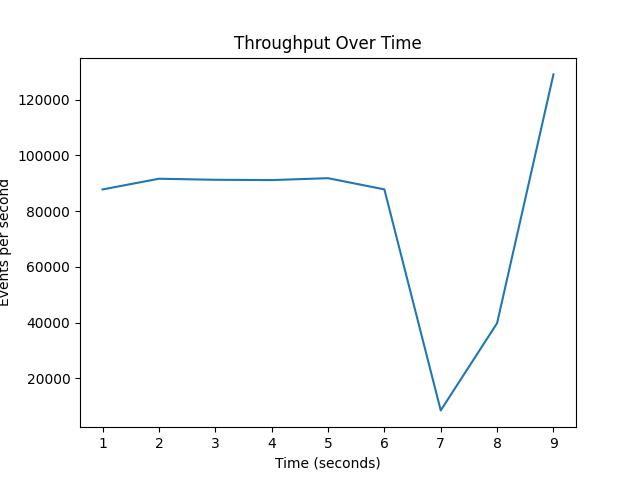 Throughput Over Time
Events per second
120000
100000
80000
60000
40000
20000
1 2 3 4 5 6 7 8 9
Time (seconds)